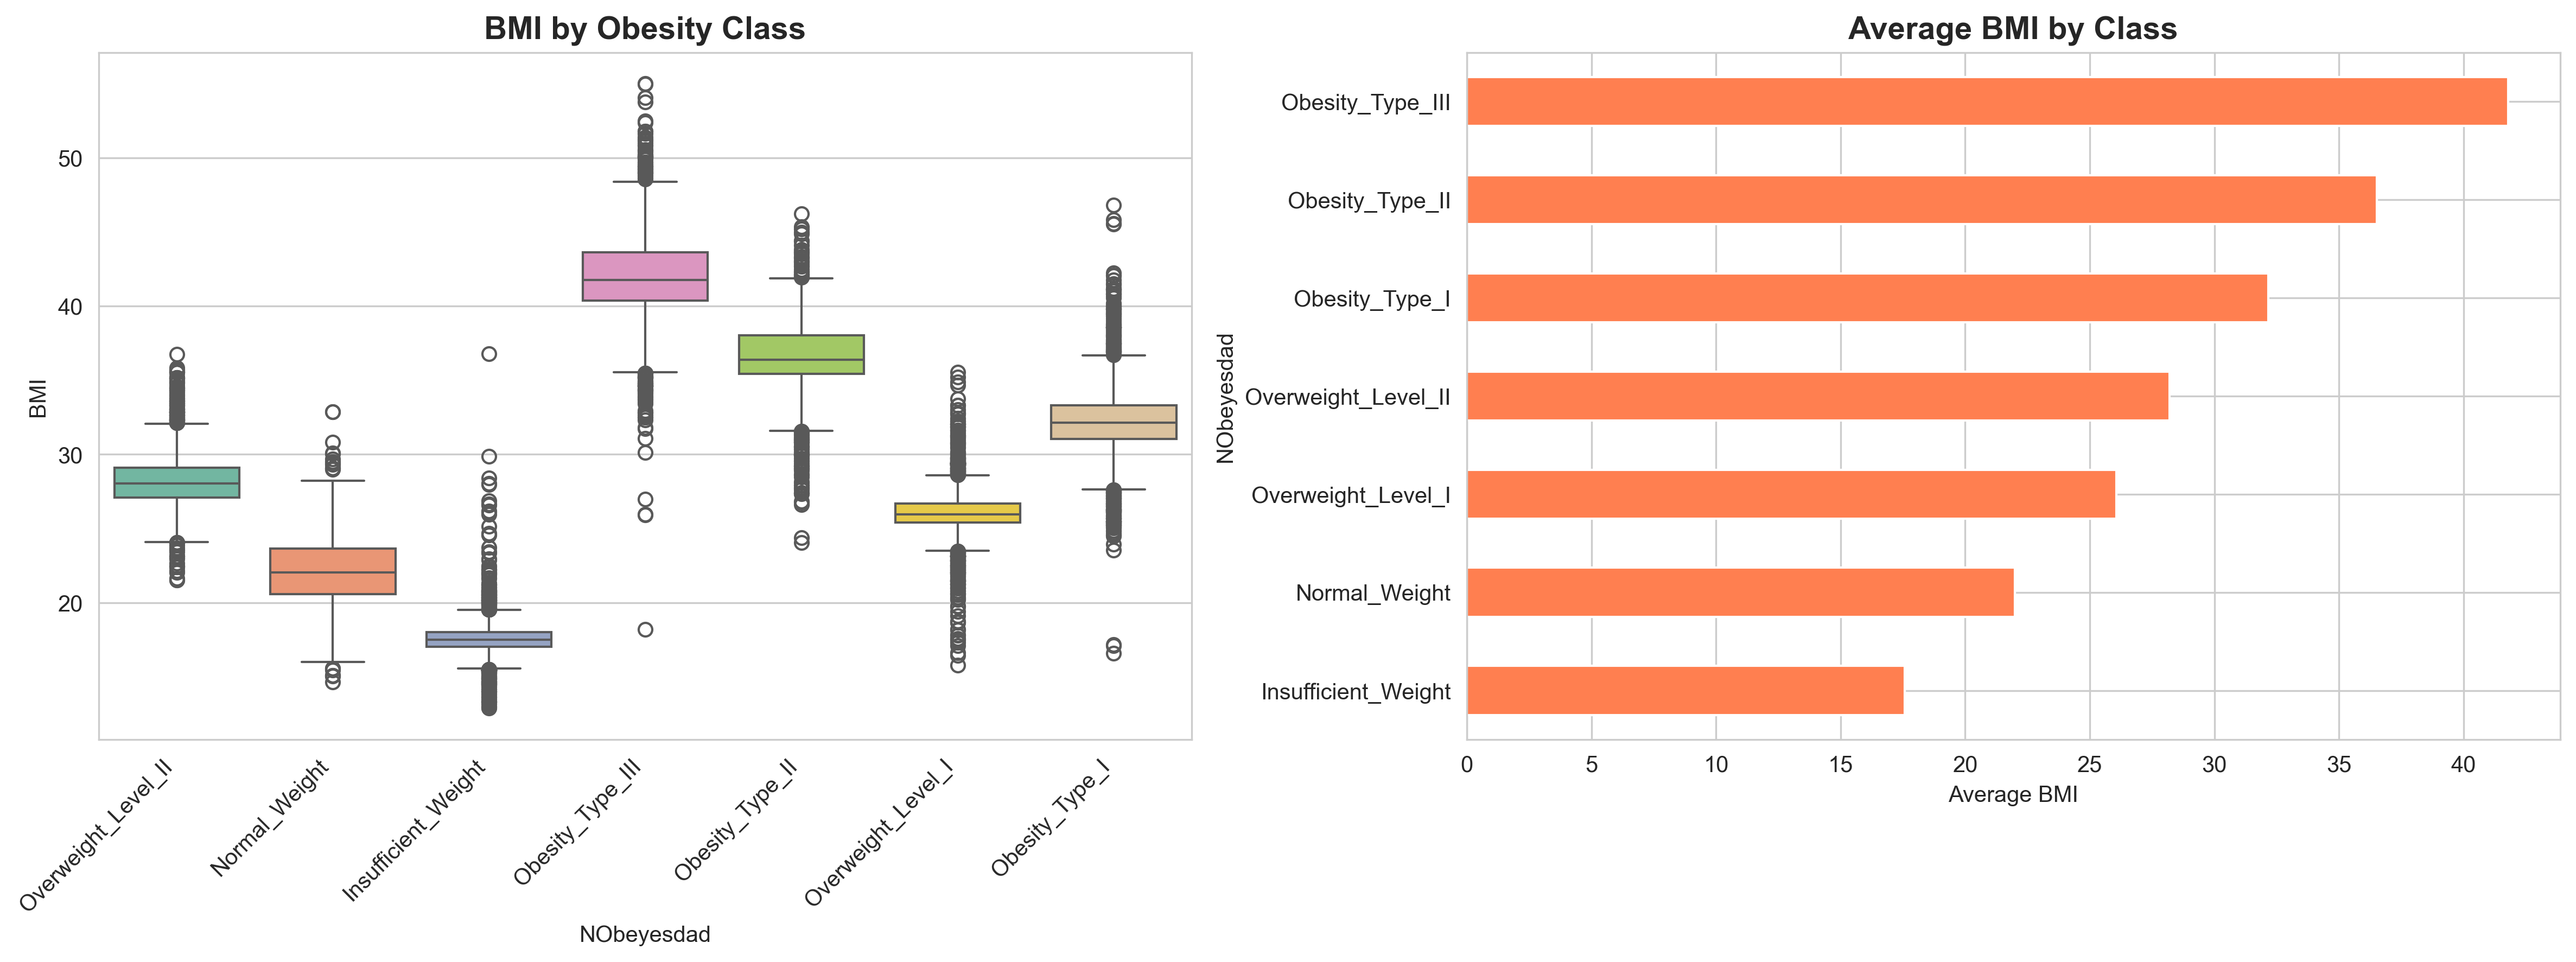 BMI by Obesity Class
BMI
50
40
30
20
Overweight_Level_II
Normal_Weight
Insufficient_Weight
Obesity_Type_III
Obesity_Type_II
Overweight_Level_I
Obesity_Type_I
NObeyesdad
Average BMI by Class
NObeyesdad
Obesity_Type_III
Obesity_Type_II
Obesity_Type_I
Overweight_Level_II
Overweight_Level_I
Normal_Weight
Insufficient_Weight
0 5 10 15 20 25 30 35 40
Average BMI